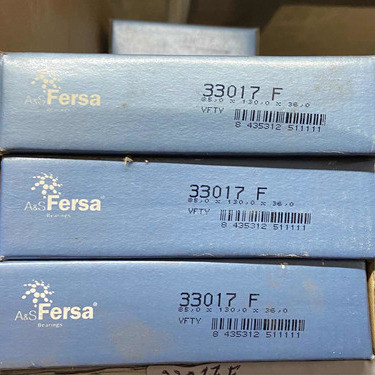 A&S Fersa
33017 F
85,0 x 130,0 x 36,0
VFTY
8 435312 511111
A&S Fersa
Bearings
33017 F
85,0 x 130,0 x 36,0
VFTY
8 435312 511111
A&S Fersa®
Bearings
33017 F
85,0 x 130,0 x 36,0
VFTY
8 435312 511111
33017 F